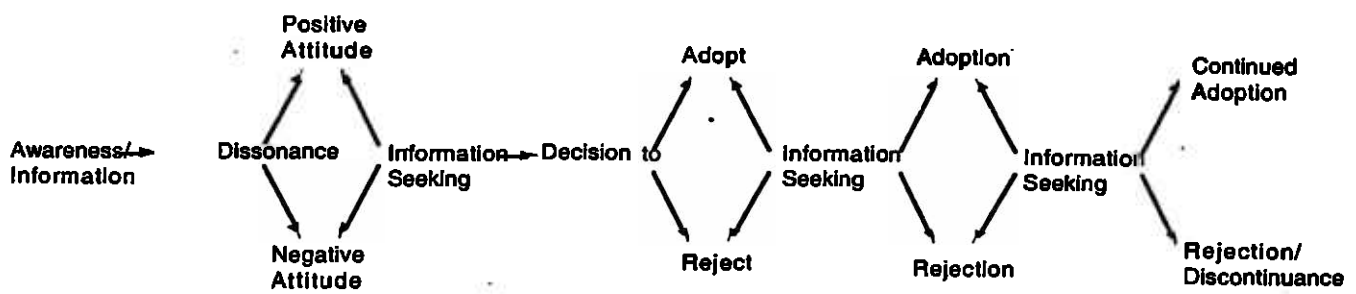 Positive
Attitude
Adopt
Adoption
Continued
Adoption
Awareness/
Information
Dissonance
Information
Seeking
Decision to
Information
Seeking
Information
Seeking
Negative
Attitude
Reject
Rejection
Rejection/
Discontinuance